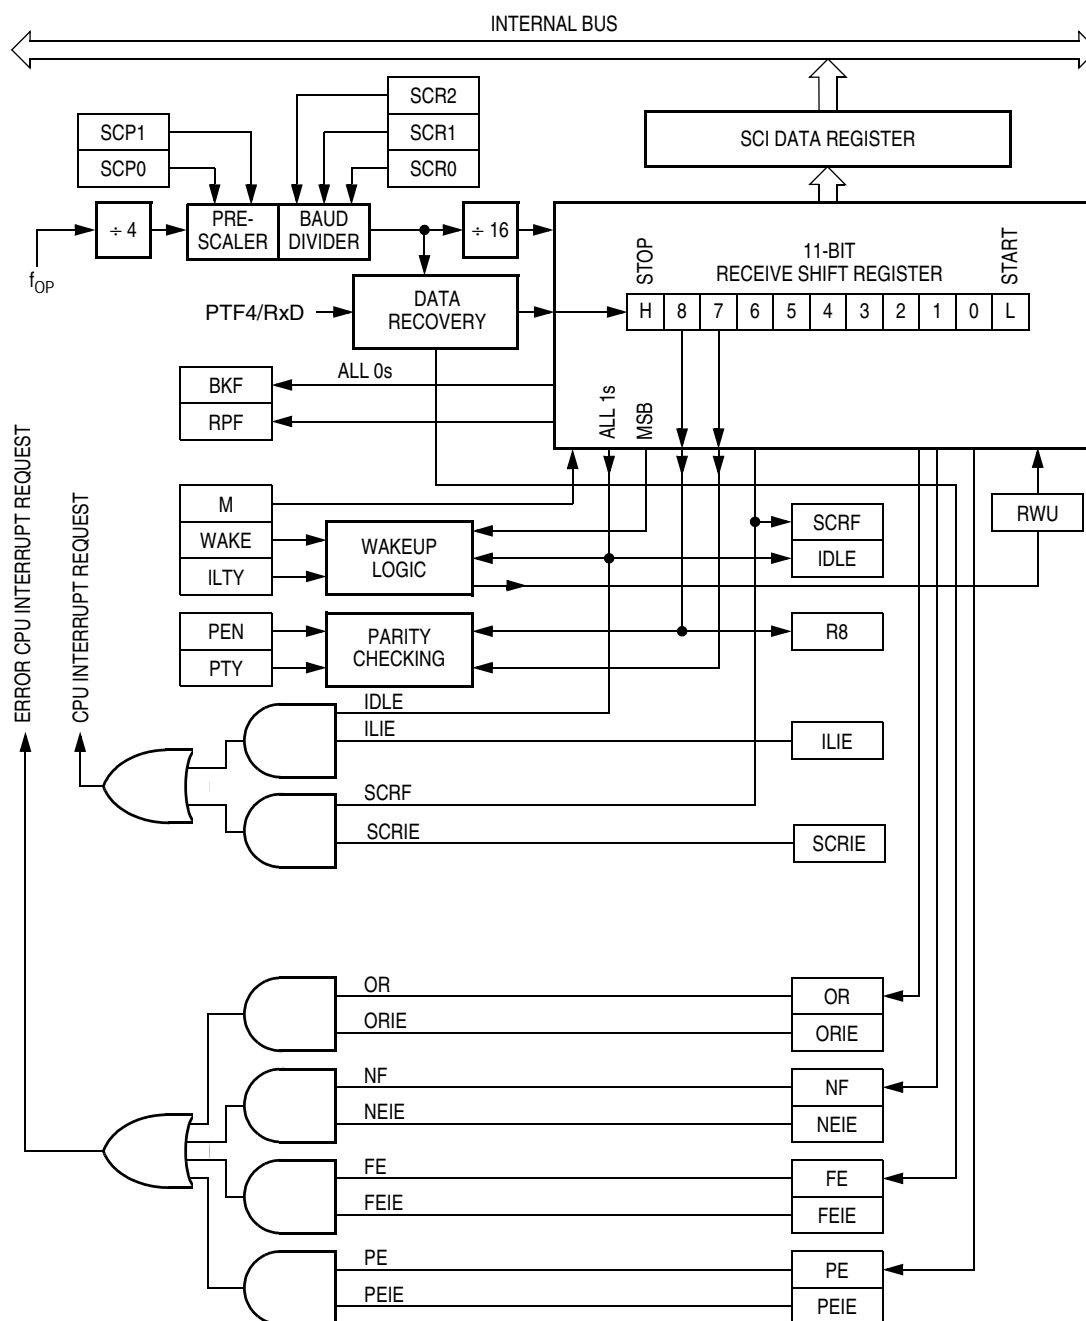 INTERNAL BUS
SCR2
SCR1
SCR0
SCP1
SCP0
SCI DATA REGISTER
÷ 4
PRE-
SCALER
BAUD
DIVIDER
÷ 16
fOP
STOP
11-BIT
RECEIVE SHIFT REGISTER
START
PTF4/RxD
DATA
RECOVERY
H 8 7 6 5 4 3 2 1 0 L
ALL 0s
BKF
RPF
ALL 1s
MSB
ERROR CPU INTERRUPT REQUEST
CPU INTERRUPT REQUEST
M
WAKE
ILTY
WAKEUP
LOGIC
SCRF
IDLE
RWU
PEN
PTY
PARITY
CHECKING
R8
IDLE
ILIE
ILIE
SCRF
SCRIE
SCRIE
OR
OR
ORIE
ORIE
NF
NF
NEIE
NEIE
FE
FE
FEIE
FEIE
PE
PE
PEIE
PEIE